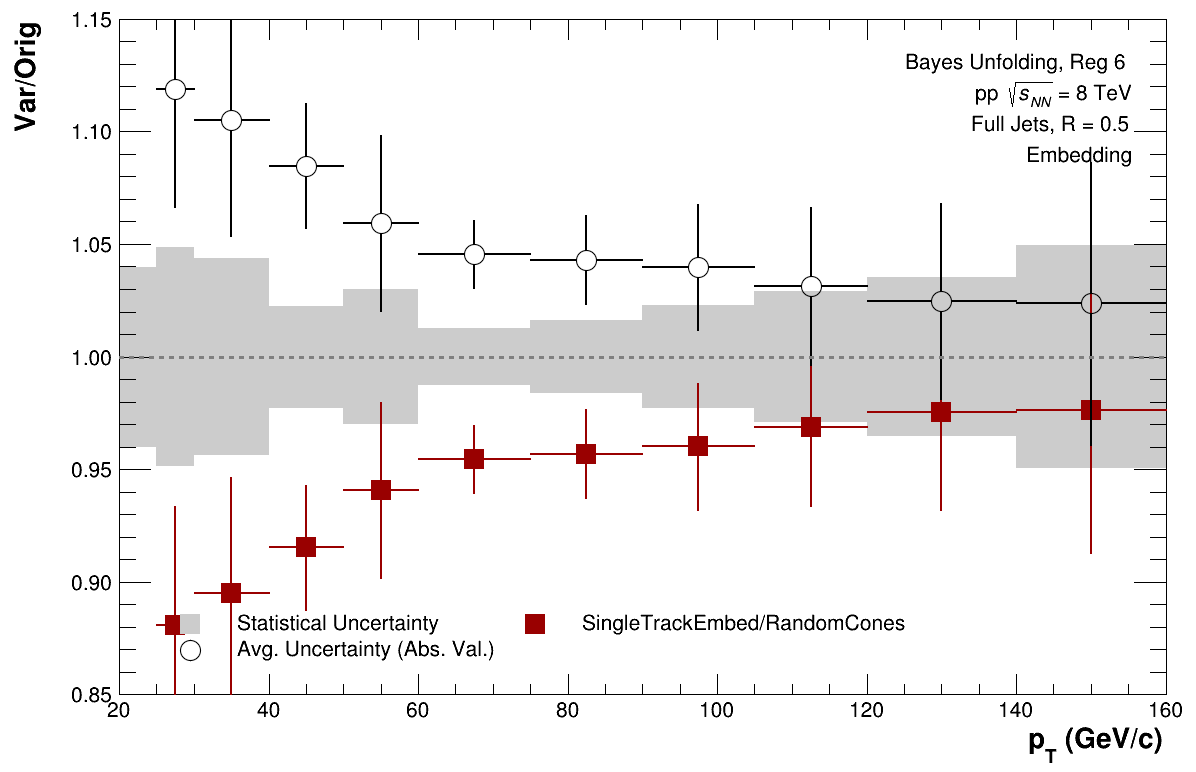 Var/Orig
1.15
1.10
1.05
1.00
0.95
0.90
0.85
Bayes Unfolding, Reg 6
pp √s_NN = 8 TeV
Full Jets, R = 0.5
Embedding
Statistical Uncertainty
SingleTrackEmbed/RandomCones
Avg. Uncertainty (Abs. Val.)
20 40 60 80 100 120 140 160
p_T (GeV/c)